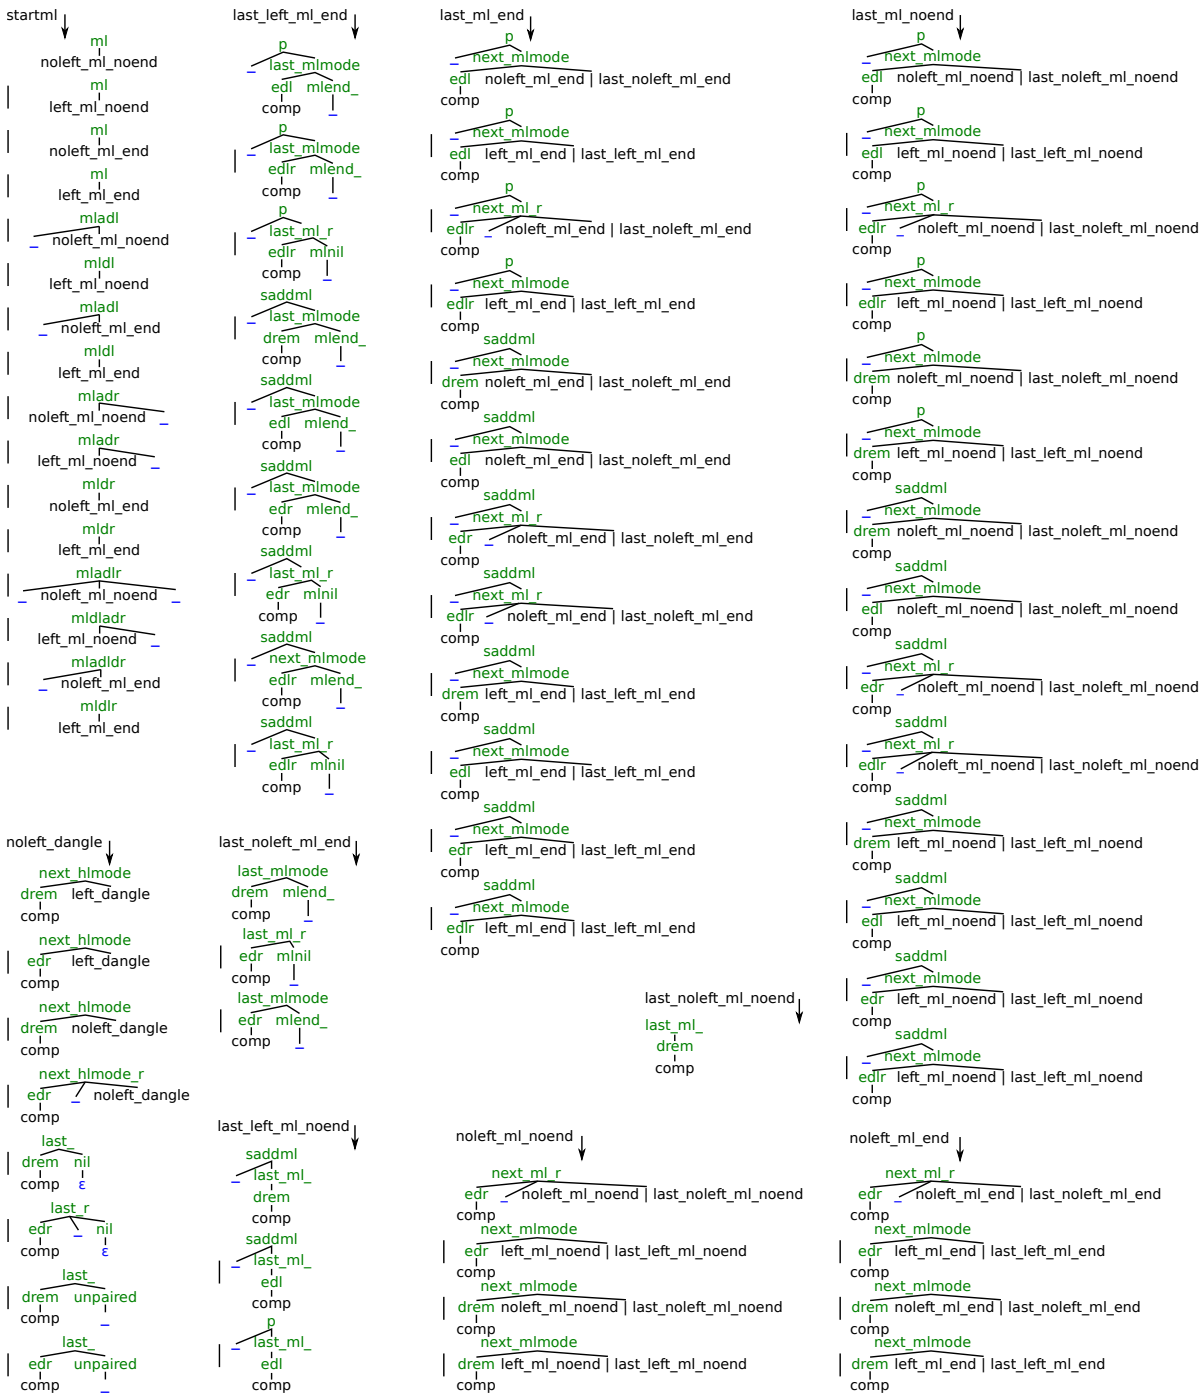 startml
ml
noleft_ml_noend
| ml
left_ml_noend
| ml
noleft_ml_end
| ml
left_ml_end
| mladl
_ noleft_ml_noend
| mldl
left_ml_noend
| mladl
_ noleft_ml_end
| mldl
left_ml_end
| mladr
noleft_ml_noend _
| mladr
left_ml_noend _
| mldr
noleft_ml_end
| mldr
left_ml_end
| mladlr
_ noleft_ml_noend _
| mldladr
left_ml_noend _
| mladldr
_ noleft_ml_end
| mldlr
left_ml_end
last_left_ml_end
p
_ last_mlmode
edl mlend_
comp _
| p
_ last_mlmode
edlr mlend_
comp _
| p
_ last_ml_r
edlr mlnil
comp _
| saddml
_ last_mlmode
drem mlend_
comp _
| saddml
_ last_mlmode
edl mlend_
comp _
| saddml
_ last_mlmode
edr mlend_
comp _
| saddml
_ last_ml_r
edr mlnil
comp _
| saddml
_ next_mlmode
edlr mlend_
comp _
| saddml
_ last_ml_r
edlr mlnil
comp _
last_ml_end
p
_ next_mlmode
edl noleft_ml_end | last_noleft_ml_end
comp
| p
_ next_mlmode
edl left_ml_end | last_left_ml_end
comp
| p
_ next_ml_r
edlr _ noleft_ml_end | last_noleft_ml_end
comp
| p
_ next_mlmode
edlr left_ml_end | last_left_ml_end
comp
| saddml
_ next_mlmode
drem noleft_ml_end | last_noleft_ml_end
comp
| saddml
_ next_mlmode
edl noleft_ml_end | last_noleft_ml_end
comp
| saddml
_ next_ml_r
edr _ noleft_ml_end | last_noleft_ml_end
comp
| saddml
_ next_ml_r
edlr _ noleft_ml_end | last_noleft_ml_end
comp
| saddml
_ next_mlmode
drem left_ml_end | last_left_ml_end
comp
| saddml
_ next_mlmode
edl left_ml_end | last_left_ml_end
comp
| saddml
_ next_mlmode
edr left_ml_end | last_left_ml_end
comp
| saddml
_ next_mlmode
edlr left_ml_end | last_left_ml_end
comp
last_ml_noend
p
_ next_mlmode
edl noleft_ml_noend | last_noleft_ml_noend
comp
| p
_ next_mlmode
edl left_ml_noend | last_left_ml_noend
comp
| p
_ next_ml_r
edlr _ noleft_ml_noend | last_noleft_ml_noend
comp
| p
_ next_mlmode
edlr left_ml_noend | last_left_ml_noend
comp
| p
_ next_mlmode
drem noleft_ml_noend | last_noleft_ml_noend
comp
| p
_ next_mlmode
drem left_ml_noend | last_left_ml_noend
comp
| saddml
_ next_mlmode
drem noleft_ml_noend | last_noleft_ml_noend
comp
| saddml
_ next_mlmode
edl noleft_ml_noend | last_noleft_ml_noend
comp
| saddml
_ next_ml_r
edr _ noleft_ml_noend | last_noleft_ml_noend
comp
| saddml
_ next_ml_r
edlr _ noleft_ml_noend | last_noleft_ml_noend
comp
| saddml
_ next_mlmode
drem left_ml_noend | last_left_ml_noend
comp
| saddml
_ next_mlmode
edl left_ml_noend | last_left_ml_noend
comp
| saddml
_ next_mlmode
edr left_ml_noend | last_left_ml_noend
comp
| saddml
_ next_mlmode
edlr left_ml_noend | last_left_ml_noend
comp
noleft_dangle
next_hlmode
drem left_dangle
comp
| next_hlmode
edr left_dangle
comp
| next_hlmode
drem noleft_dangle
comp
| next_hlmode_r
edr _ noleft_dangle
comp
| last_
drem nil
comp ε
| last_r
edr _ nil
comp ε
| last_
drem unpaired
comp _
| last_
edr unpaired
comp _
last_noleft_ml_end
last_mlmode
drem mlend_
comp _
| last_ml_r
edr mlnil
comp _
| last_mlmode
edr mlend_
comp _
last_noleft_ml_noend
last_ml_
drem
comp
last_left_ml_noend
saddml
_ last_ml_
drem
comp
| saddml
_ last_ml_
edl
comp
| p
_ last_ml_
edl
comp
noleft_ml_noend
next_ml_r
edr _ noleft_ml_noend | last_noleft_ml_noend
comp
| next_mlmode
edr left_ml_noend | last_left_ml_noend
comp
| next_mlmode
drem noleft_ml_noend | last_noleft_ml_noend
comp
| next_mlmode
drem left_ml_noend | last_left_ml_noend
comp
noleft_ml_end
next_ml_r
edr _ noleft_ml_end | last_noleft_ml_end
comp
| next_mlmode
edr left_ml_end | last_left_ml_end
comp
| next_mlmode
drem noleft_ml_end | last_noleft_ml_end
comp
| next_mlmode
drem left_ml_end | last_left_ml_end
comp